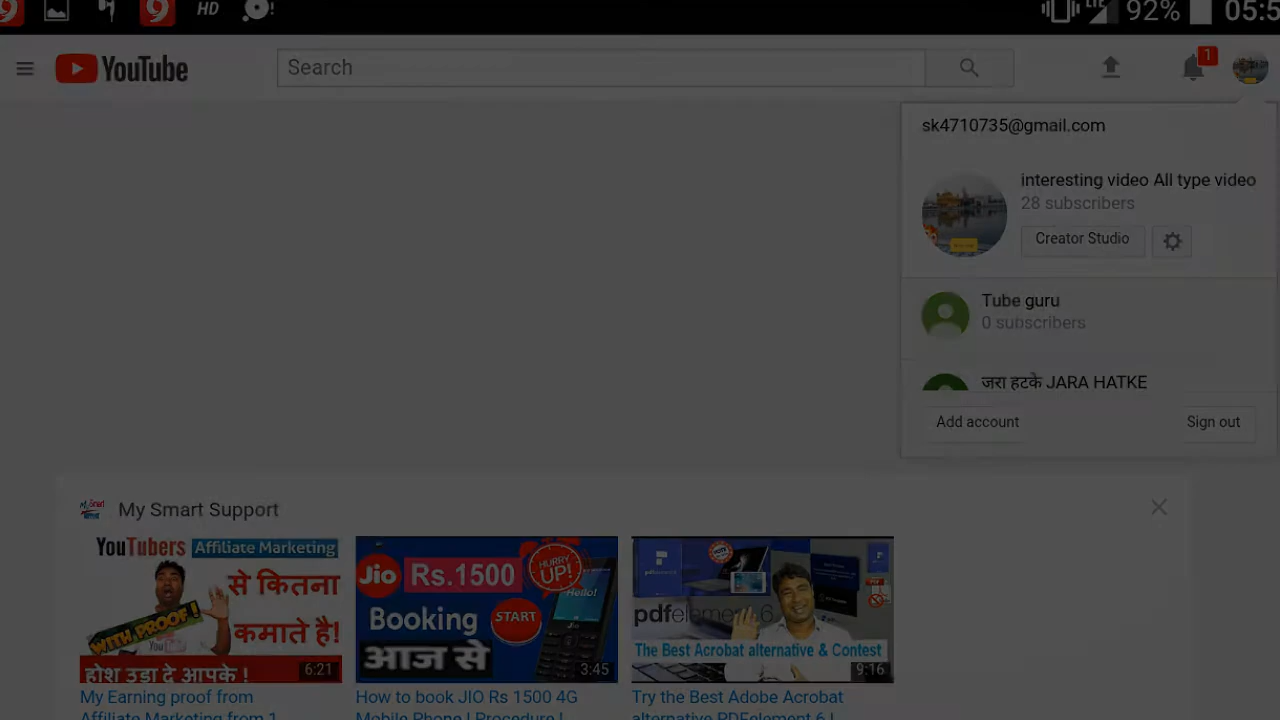 HD
LTE 92% 05:5
YouTube
Search
1
sk4710735@gmail.com
interesting video All type video
28 subscribers
Creator Studio
Tube guru
0 subscribers
जरा हटके JARA HATKE
Add account
Sign out
My Smart Support
YouTubers Affiliate Marketing
से कितना
WITH PROOF !
कमाते है!
होश उड़ा दे आपके !
6:21
My Earning proof from
Affiliate Marketing from 1
Jio Rs.1500 HURRY UP!
Hello!
Booking START
Jio
आज से
3:45
How to book JIO Rs 1500 4G
Mobile Phone | Procedure |
pdfelement 6
The Best Acrobat alternative & Contest
9:16
Try the Best Adobe Acrobat
alternative PDFelement 6 |